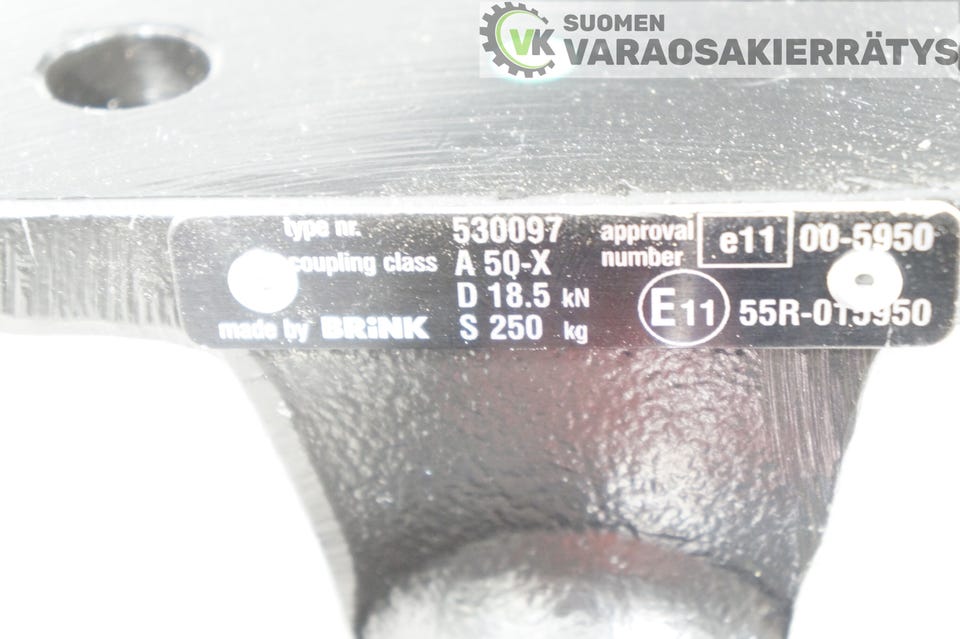 VK SUOMEN
VARAOSAKIERRÄTYS
type nr. 530097 approval number e11 00-5950
coupling class A 50-X
D 18.5 kN E11 55R-015950
made by BRiNK S 250 kg